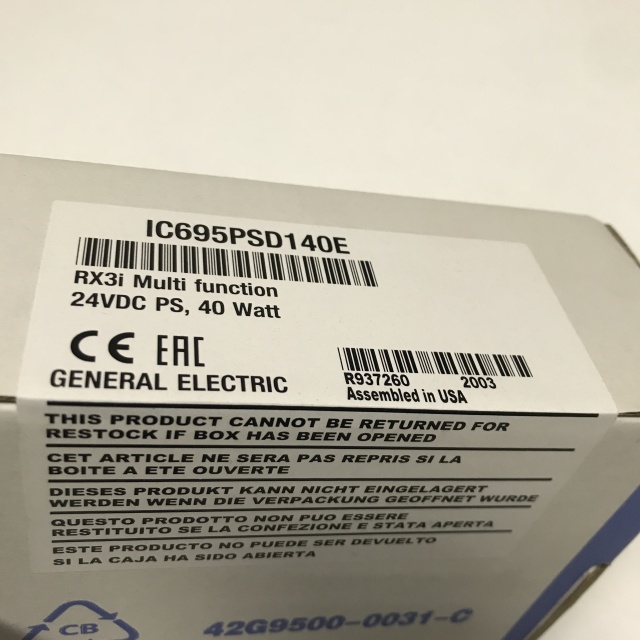 IC695PSD140E
RX3i Multi function
24VDC PS, 40 Watt
CE EAC
GENERAL ELECTRIC
R937260 2003
Assembled in USA
THIS PRODUCT CANNOT BE RETURNED FOR
RESTOCK IF BOX HAS BEEN OPENED
CET ARTICLE NE SERA PAS REPRIS SI LA
BOITE A ETE OUVERTE
DIESES PRODUKT KANN NICHT EINGELAGERT
WERDEN WENN DIE VERPACKUNG GEOFFNET WURDE
QUESTO PRODOTTO NON PUO ESSERE
RESTITUITO SE LA CONFEZIONE E STATA APERTA
ESTE PRODUCTO NO PUEDE SER DEVUELTO
SI LA CAJA HA SIDO ABIERTA
CB
42G9500-0031-C